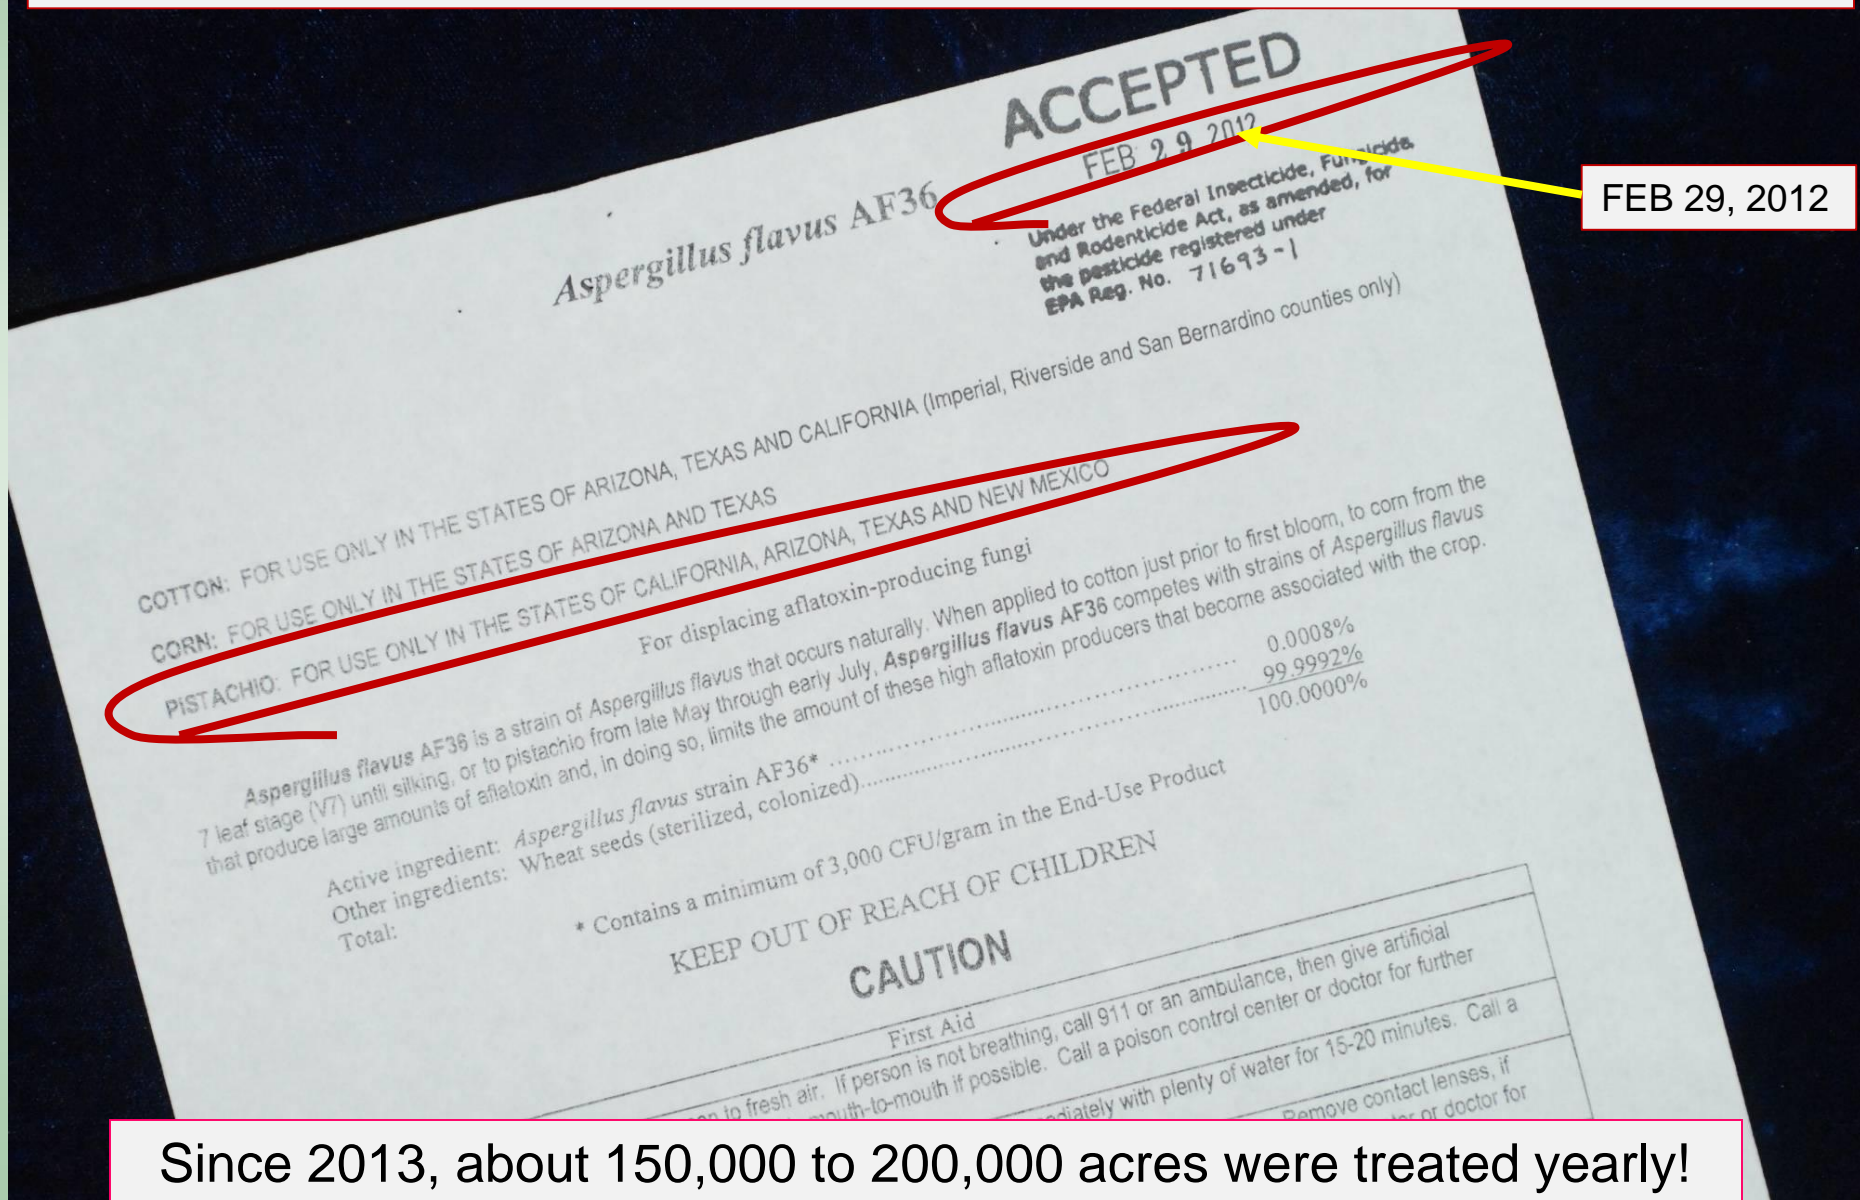 ACCEPTED
FEB 29 2012
FEB 29, 2012
Under the Federal Insecticide, Fungicide,
and Rodenticide Act, as amended, for
the pesticide registered under
EPA Reg. No. 71693-1
Aspergillus flavus AF36
COTTON: FOR USE ONLY IN THE STATES OF ARIZONA, TEXAS AND CALIFORNIA (Imperial, Riverside and San Bernardino counties only)
CORN: FOR USE ONLY IN THE STATES OF ARIZONA AND TEXAS
PISTACHIO: FOR USE ONLY IN THE STATES OF CALIFORNIA, ARIZONA, TEXAS AND NEW MEXICO
For displacing aflatoxin-producing fungi
Aspergillus flavus AF36 is a strain of Aspergillus flavus that occurs naturally. When applied to cotton just prior to first bloom, to corn from the
7 leaf stage (V7) until silking, or to pistachio from late May through early July, Aspergillus flavus AF36 competes with strains of Aspergillus flavus
that produce large amounts of aflatoxin and, in doing so, limits the amount of these high aflatoxin producers that become associated with the crop.
Active ingredient: Aspergillus flavus strain AF36* 0.0008%
Other ingredients: Wheat seeds (sterilized, colonized) 99.9992%
Total: 100.0000%
* Contains a minimum of 3,000 CFU/gram in the End-Use Product
KEEP OUT OF REACH OF CHILDREN
CAUTION
First Aid
to fresh air. If person is not breathing, call 911 or an ambulance, then give artificial
mouth-to-mouth if possible. Call a poison control center or doctor for further
with plenty of water for 15-20 minutes. Call a
Remove contact lenses, if
or doctor for
Since 2013, about 150,000 to 200,000 acres were treated yearly!